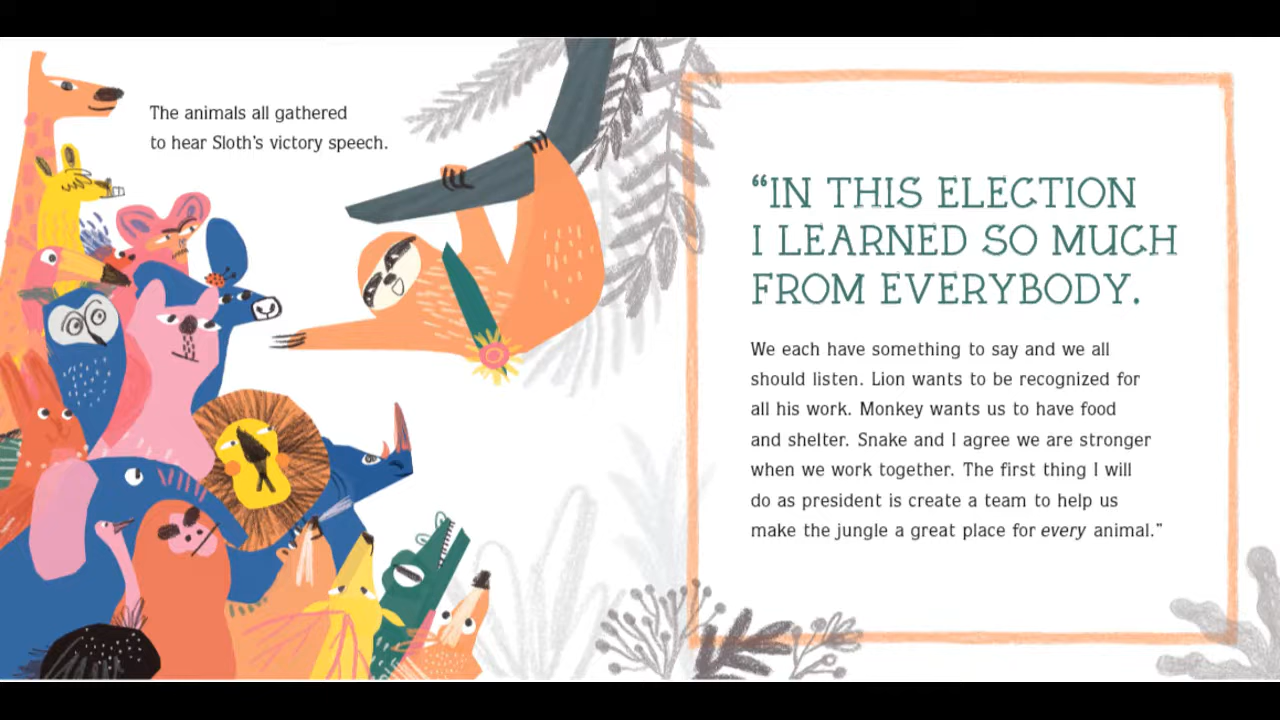 The animals all gathered
to hear Sloth's victory speech.
“IN THIS ELECTION
I LEARNED SO MUCH
FROM EVERYBODY.
We each have something to say and we all
should listen. Lion wants to be recognized for
all his work. Monkey wants us to have food
and shelter. Snake and I agree we are stronger
when we work together. The first thing I will
do as president is create a team to help us
make the jungle a great place for every animal.”